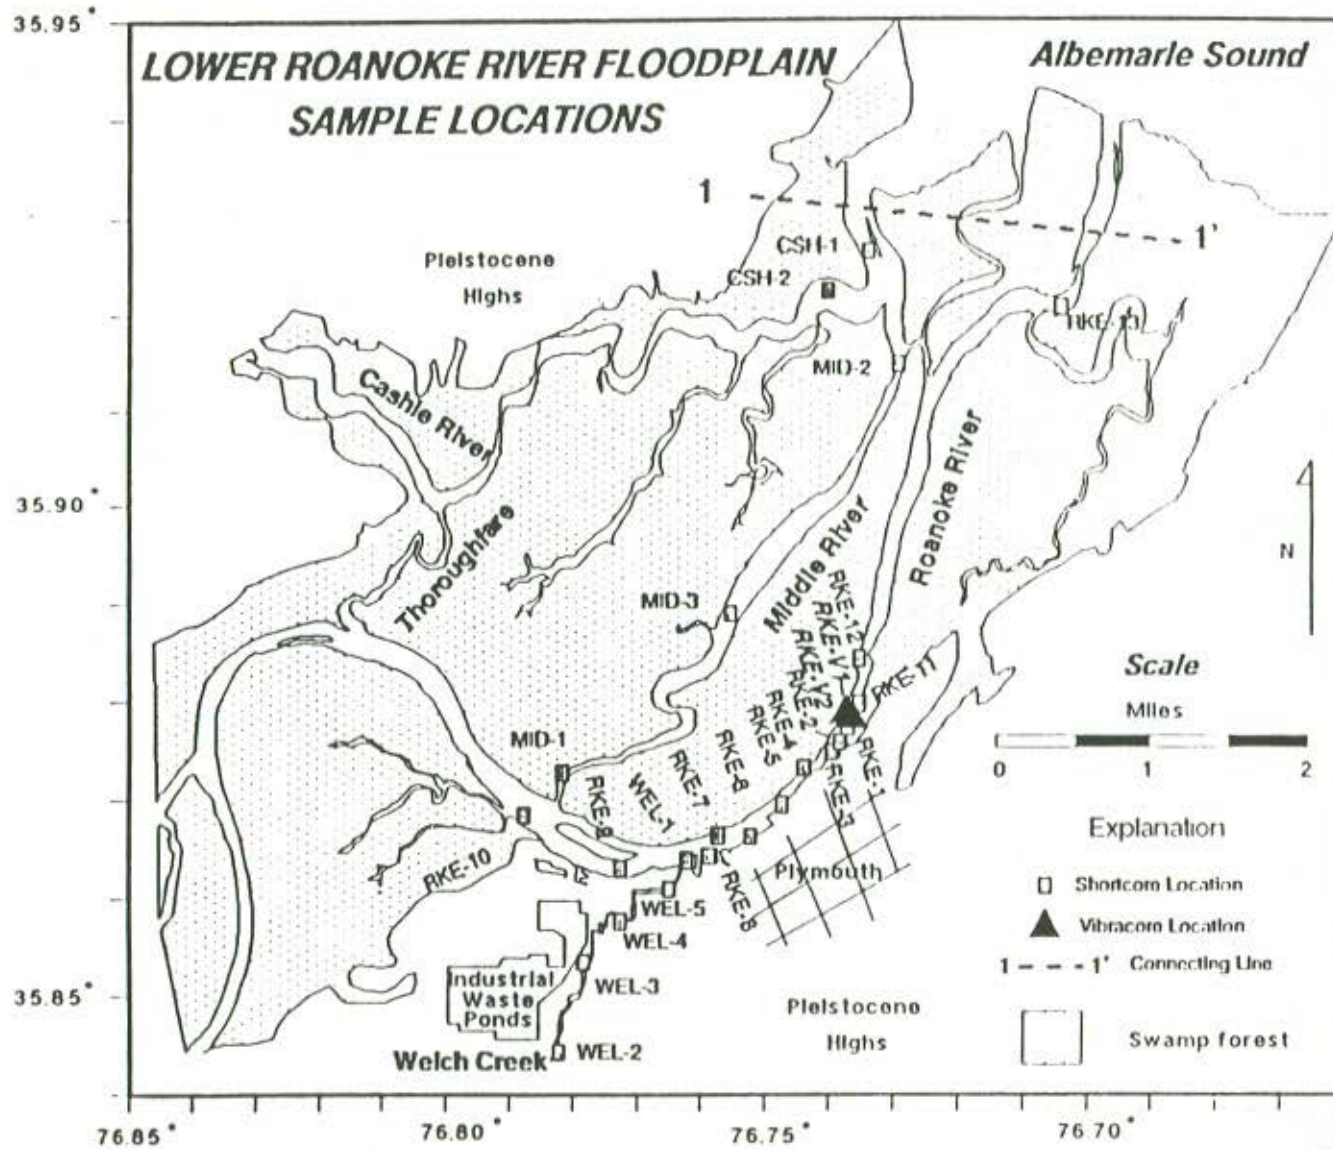 35.95°
LOWER ROANOKE RIVER FLOODPLAIN
SAMPLE LOCATIONS
Albemarle Sound
1
1'
CSH-1
CSH-2
Pleistocene
Highs
RKE-13
MID-2
Cashie River
35.90°
Thoroughfare
Middle River
Roanoke River
N
MID-3
RKE-12
RKE-V1
RKE-V2
RKE-2
RKE-4
RKE-5
RKE-11
RKE-1
RKE-3
Scale
Miles
0 1 2
MID-1
WEL-1
RKE-7
RKE-10
RKE-8
Plymouth
WEL-5
WEL-4
WEL-3
WEL-2
Industrial
Waste
Ponds
Welch Creek
35.85°
Pleistocene
Highs
Explanation
Shortcore Location
Vibracore Location
1 - - - - 1' Connecting Line
Swamp forest
76.85°
76.80°
76.75°
76.70°